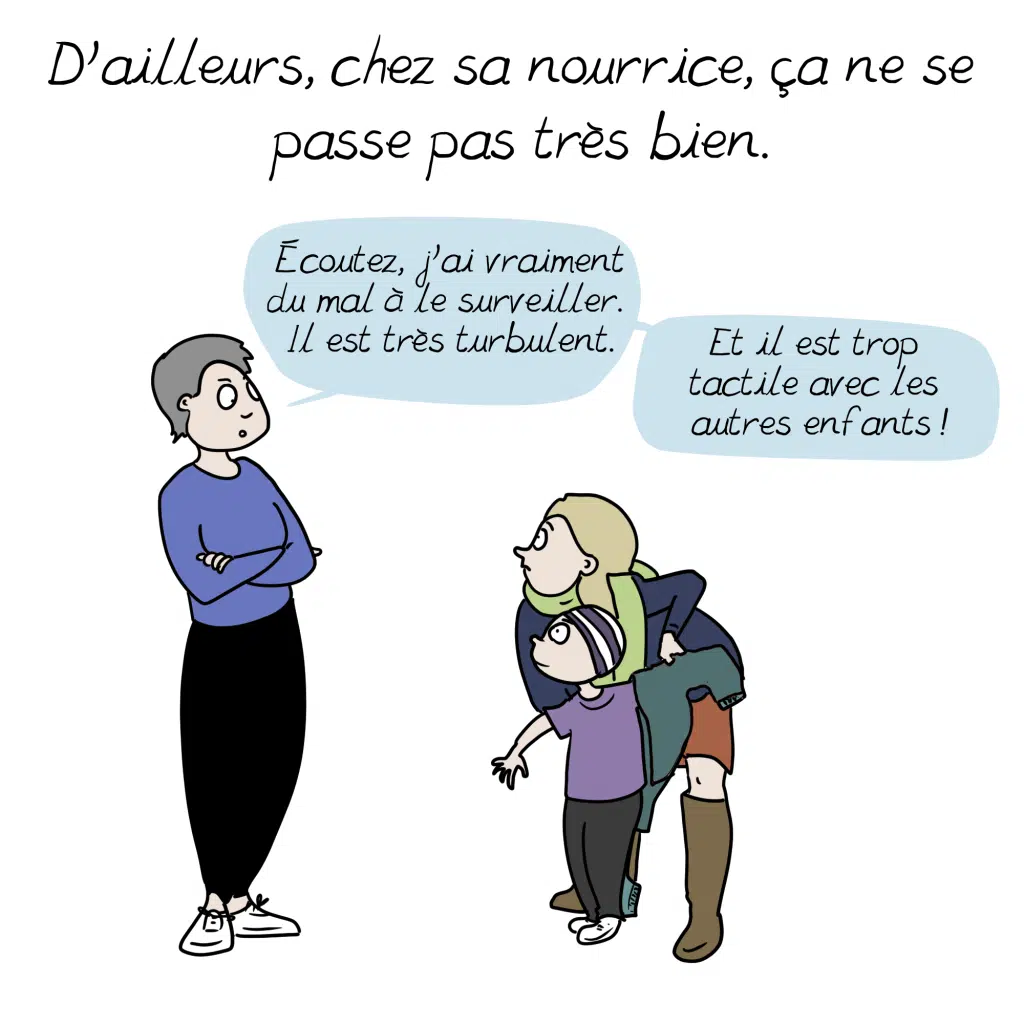 D'ailleurs, chez sa nourrice, ça ne se
passe pas très bien.
Écoutez, j'ai vraiment
du mal à le surveiller.
Il est très turbulent.
Et il est trop
tactile avec les
autres enfants !